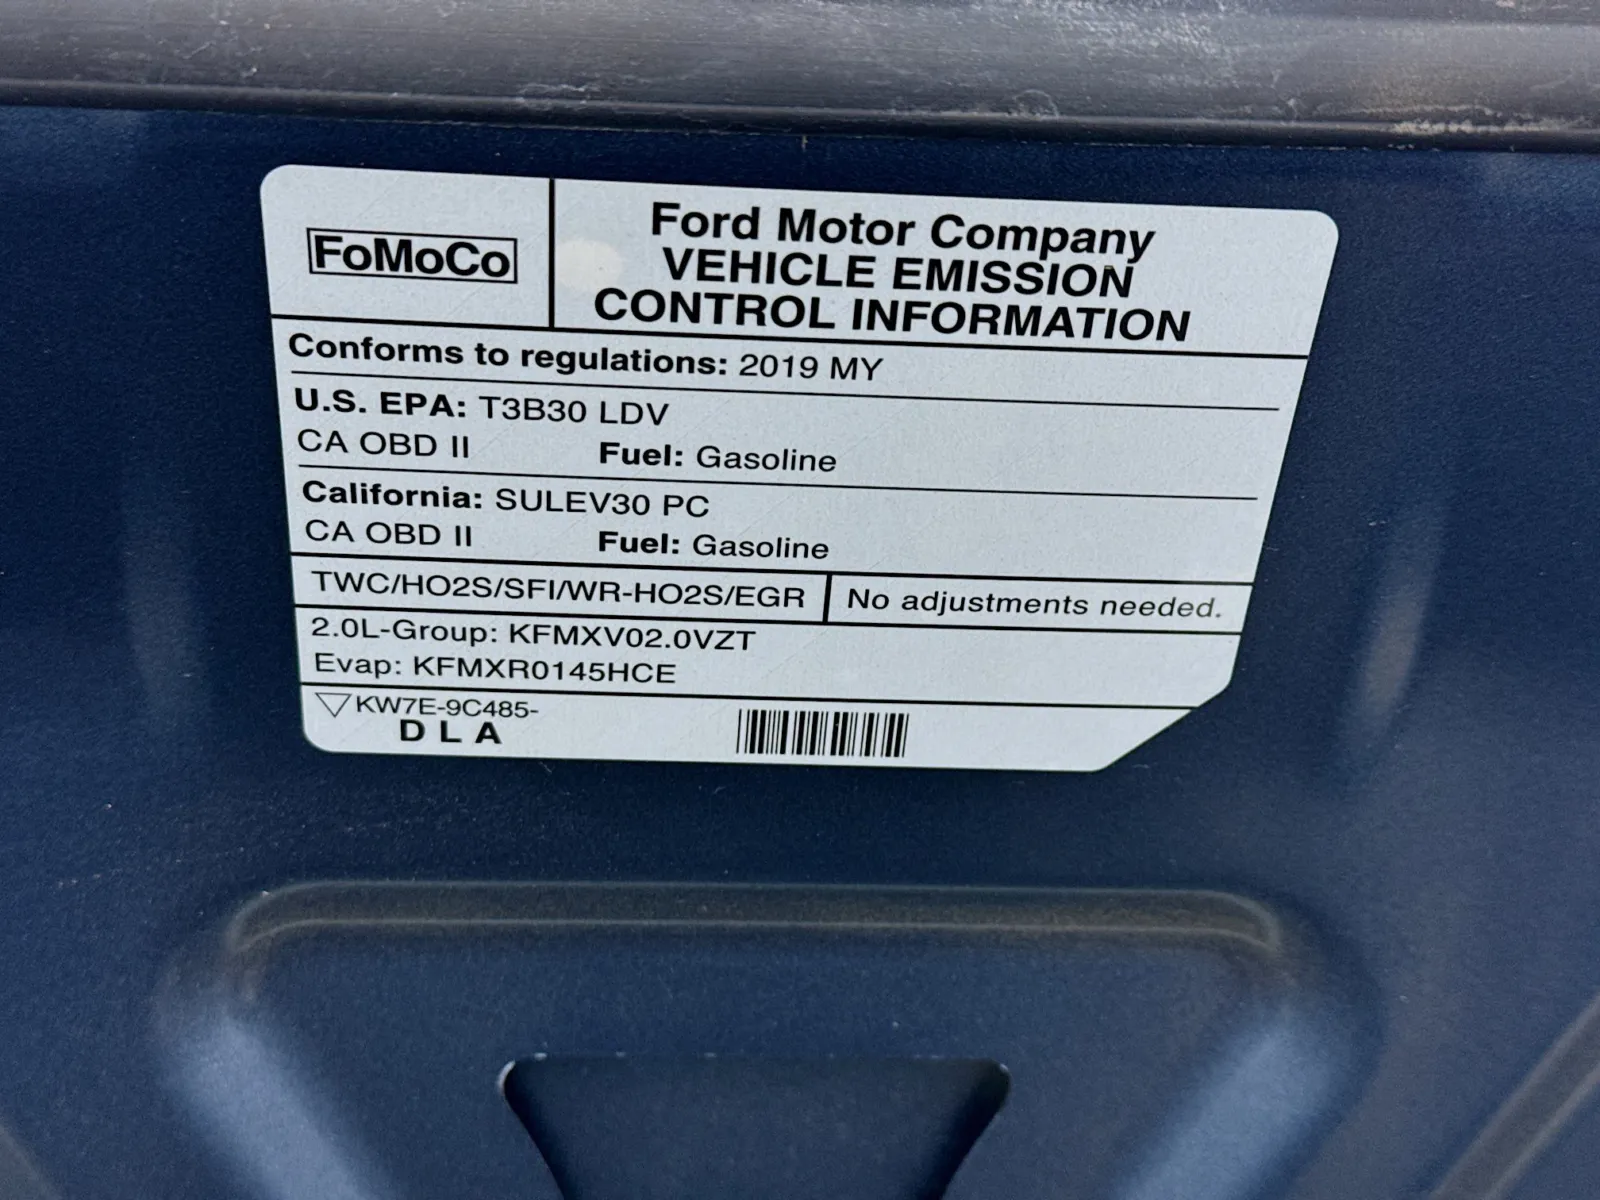 FoMoCo
Ford Motor Company
VEHICLE EMISSION
CONTROL INFORMATION
Conforms to regulations: 2019 MY
U.S. EPA: T3B30 LDV
CA OBD II Fuel: Gasoline
California: SULEV30 PC
CA OBD II Fuel: Gasoline
TWC/HO2S/SFI/WR-HO2S/EGR No adjustments needed.
2.0L-Group: KFMXV02.0VZT
Evap: KFMXR0145HCE
KW7E-9C485-
DLA